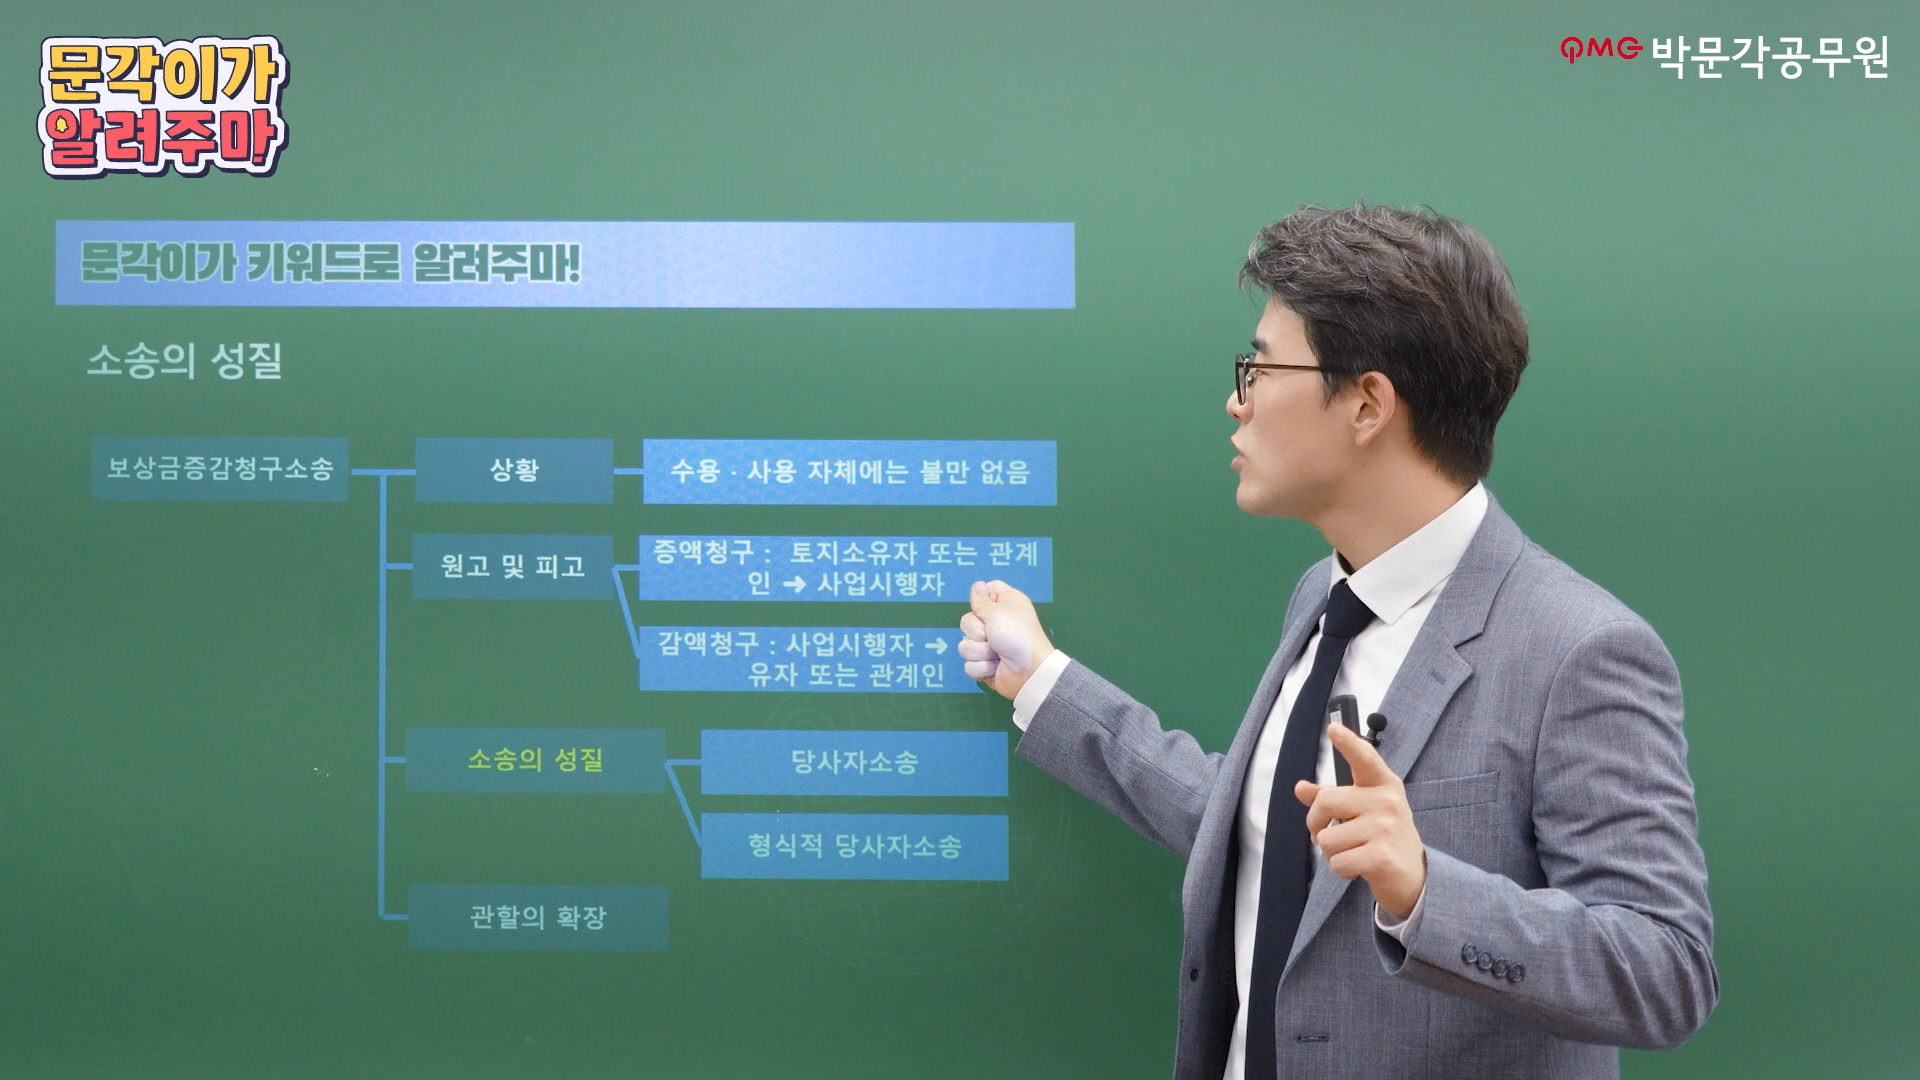 문각이가
알려주마
PMG 박문각공무원
문각이가 키워드로 알려주마!
소송의 성질
보상금증감청구소송
상황
수용 · 사용 자체에는 불만 없음
원고 및 피고
증액청구 : 토지소유자 또는 관계
인 ➜ 사업시행자
감액청구 : 사업시행자 ➜
유자 또는 관계인
소송의 성질
당사자소송
형식적 당사자소송
관할의 확장